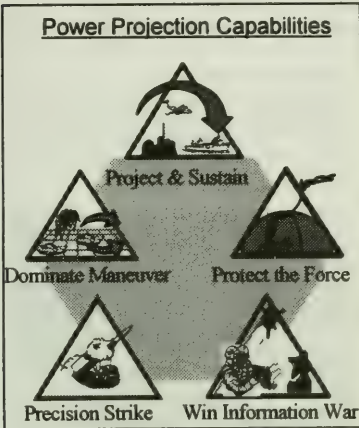 Power Projection Capabilities
Project & Sustain
Dominate Maneuver Protect the Force
Precision Strike Win Information War